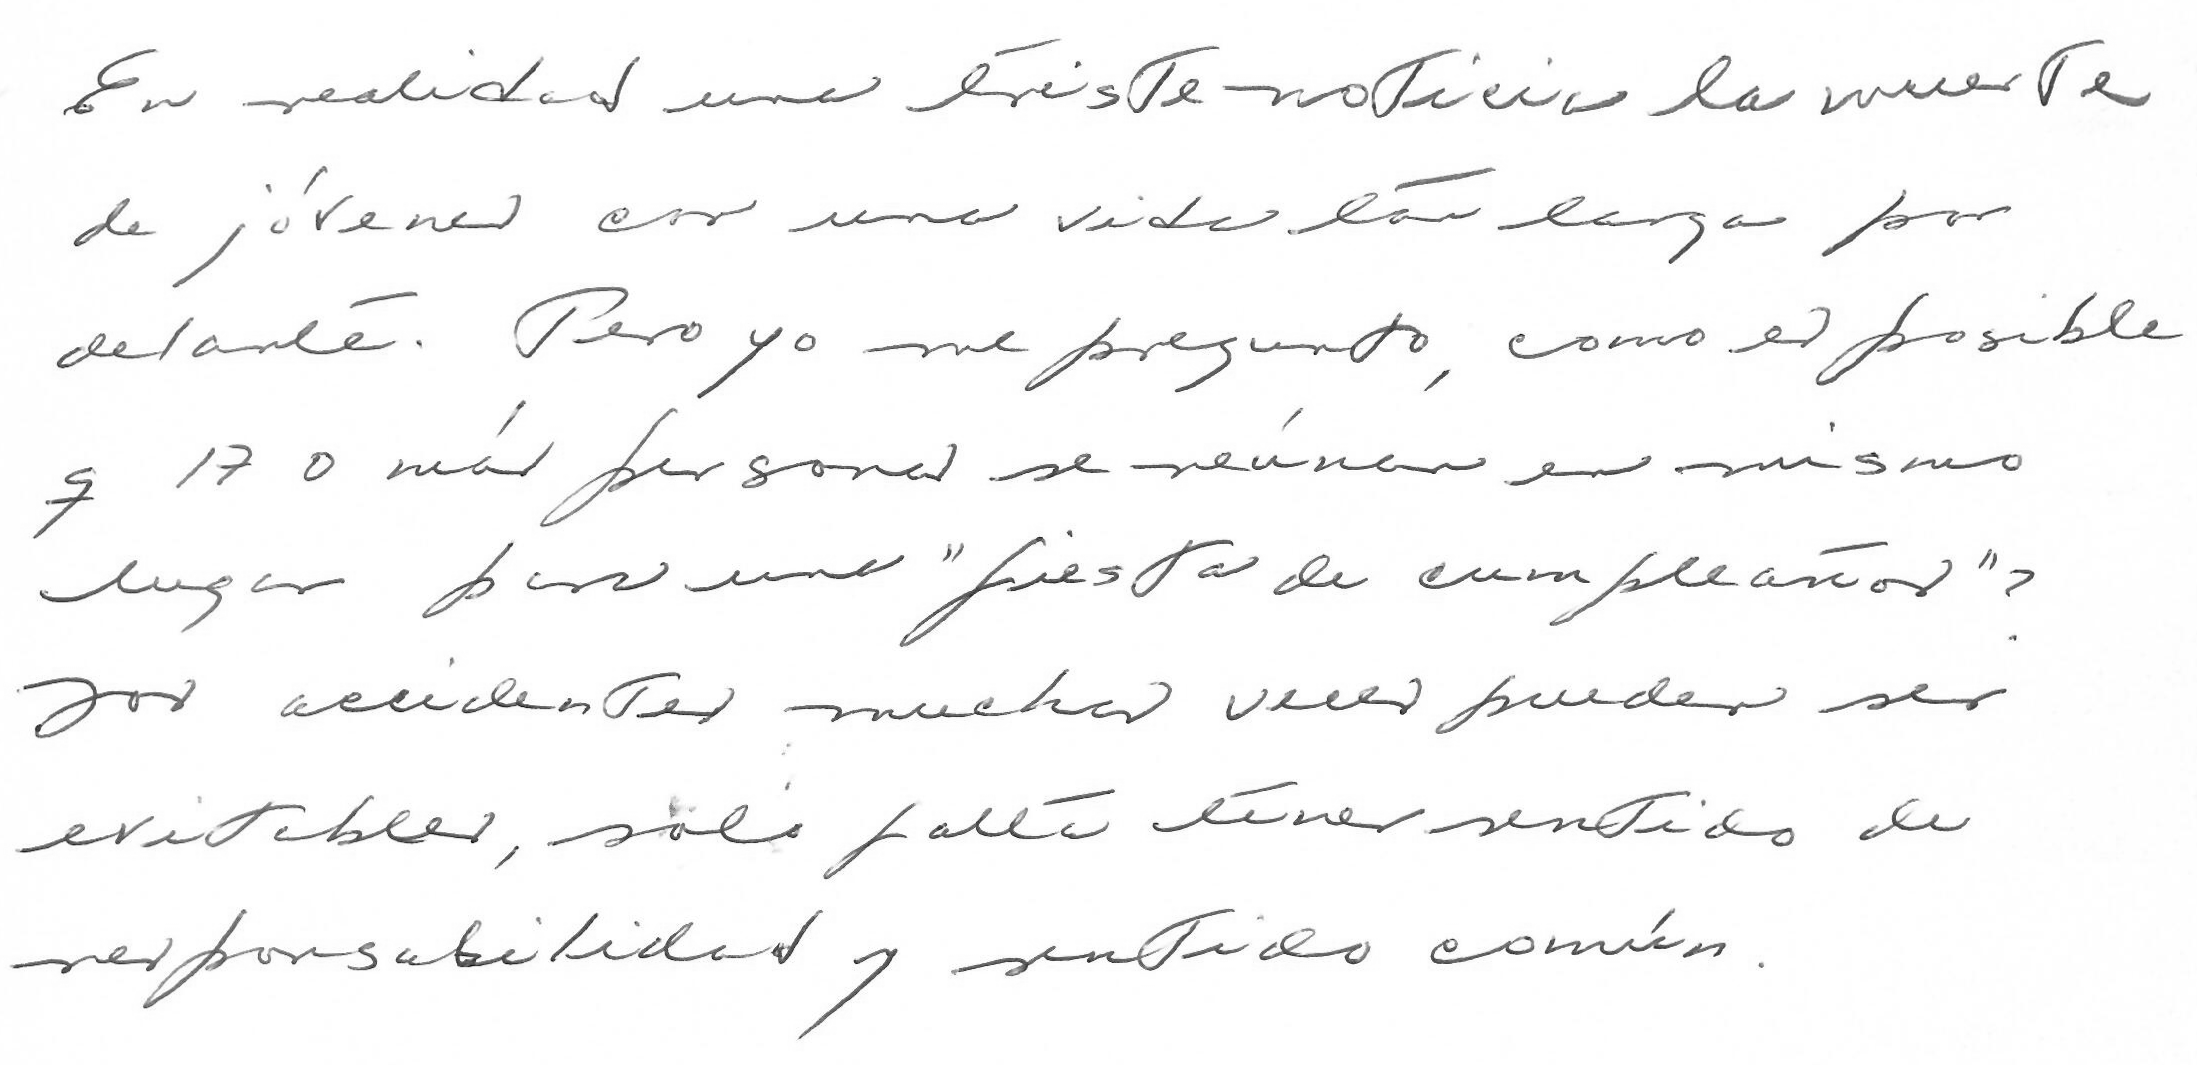 En realidad una triste noticia la muerte
de jóvenes con una vida tan larga por
delante. Pero yo me pregunto, como es posible
q 17 o más personas se reúnan en mismo
lugar para una "fiesta de cumpleaños"?
Los accidentes muchas veces pueden ser
evitables, solo falta tener sentido de
responsabilidad y sentido común.